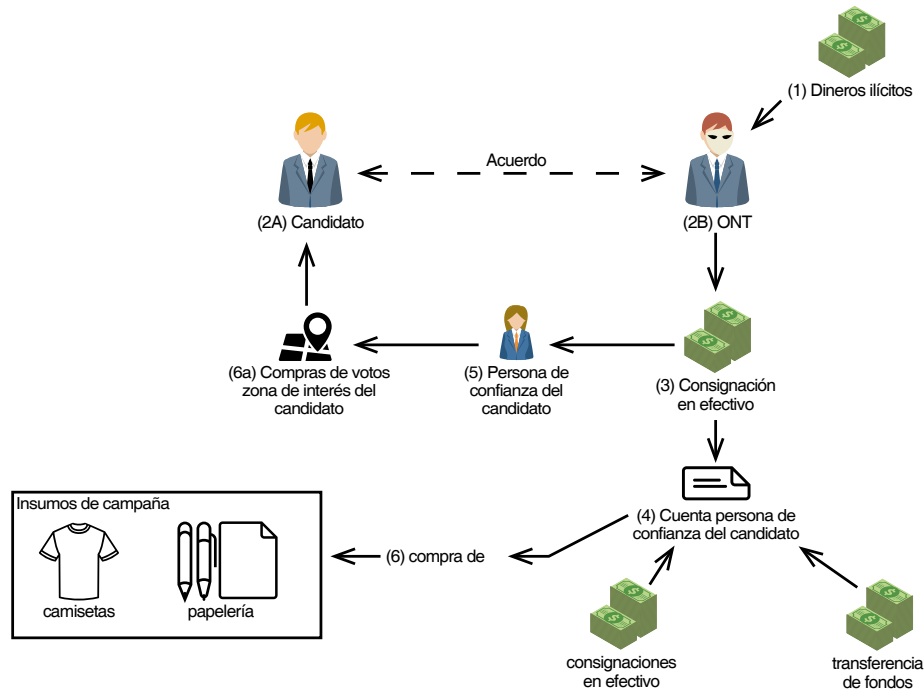 (1) Dineros ilícitos
Acuerdo
(2A) Candidato
(2B) ONT
(6a) Compras de votos
zona de interés del
candidato
(5) Persona de
confianza del
candidato
(3) Consignación
en efectivo
Insumos de campaña
camisetas
papelería
(6) compra de
(4) Cuenta persona de
confianza del candidato
consignaciones
en efectivo
transferencia
de fondos